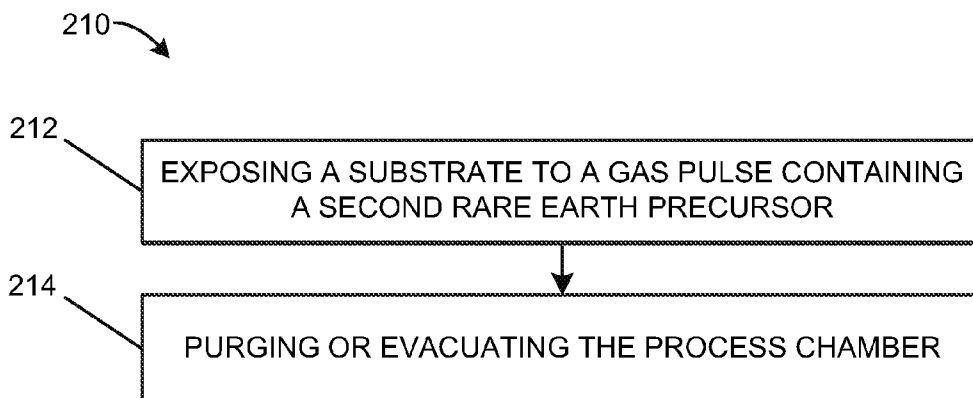 210
212
EXPOSING A SUBSTRATE TO A GAS PULSE CONTAINING
A SECOND RARE EARTH PRECURSOR
214
PURGING OR EVACUATING THE PROCESS CHAMBER